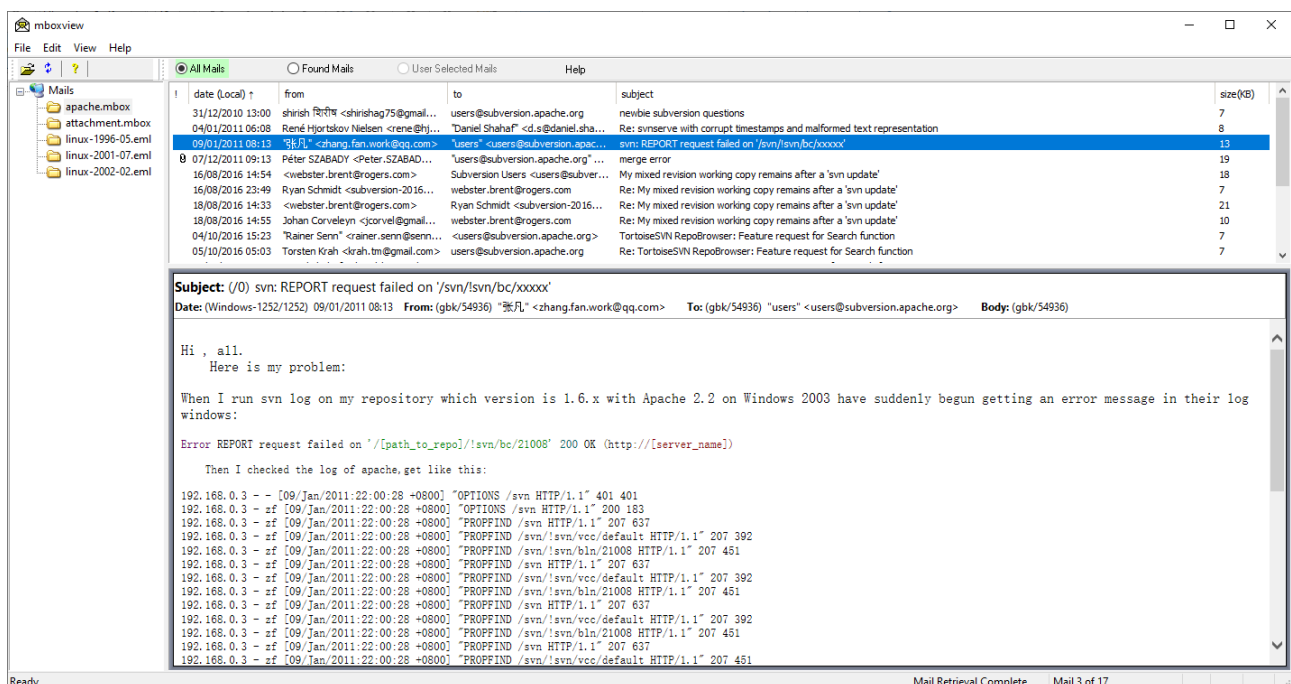 mboxview
File Edit View Help
All Mails Found Mails User Selected Mails Help
Mails
apache.mbox
attachment.mbox
linux-1996-05.eml
linux-2001-07.eml
linux-2002-02.eml
! date (Local) ↑ from to subject size(KB)
31/12/2010 13:00 shirish शिरीष <shirishag75@gmail... users@subversion.apache.org newbie subversion questions 7
04/01/2011 06:08 René Hjortskov Nielsen <rene@hj... "Daniel Shahaf" <d.s@daniel.sha... Re: svnserve with corrupt timestamps and malformed text representation 8
09/01/2011 08:13 "张凡" <zhang.fan.work@qq.com> "users" <users@subversion.apac... svn: REPORT request failed on '/svn/!svn/bc/xxxxx' 13
07/12/2011 09:13 Péter SZABADY <Peter.SZABAD... "users@subversion.apache.org" ... merge error 19
16/08/2016 14:54 <webster.brent@rogers.com> Subversion Users <users@subver... My mixed revision working copy remains after a 'svn update' 18
16/08/2016 23:49 Ryan Schmidt <subversion-2016... webster.brent@rogers.com Re: My mixed revision working copy remains after a 'svn update' 7
18/08/2016 14:33 <webster.brent@rogers.com> Ryan Schmidt <subversion-2016... Re: My mixed revision working copy remains after a 'svn update' 21
18/08/2016 14:55 Johan Corveleyn <jcorvel@gmail... webster.brent@rogers.com Re: My mixed revision working copy remains after a 'svn update' 10
04/10/2016 15:23 "Rainer Senn" <rainer.senn@senn... <users@subversion.apache.org> TortoiseSVN RepoBrowser: Feature request for Search function 7
05/10/2016 05:03 Torsten Krah <krah.tm@gmail.com> users@subversion.apache.org Re: TortoiseSVN RepoBrowser: Feature request for Search function 7
Subject: (/0) svn: REPORT request failed on '/svn/!svn/bc/xxxxx'
Date: (Windows-1252/1252) 09/01/2011 08:13 From: (gbk/54936) "张凡" <zhang.fan.work@qq.com> To: (gbk/54936) "users" <users@subversion.apache.org> Body: (gbk/54936)
Hi , all.
Here is my problem:
When I run svn log on my repository which version is 1.6.x with Apache 2.2 on Windows 2003 have suddenly begun getting an error message in their log
windows:
Error REPORT request failed on '/[path_to_repo]/!svn/bc/21008' 200 OK (http://[server_name])
Then I checked the log of apache,get like this:
192.168.0.3 - - [09/Jan/2011:22:00:28 +0800] "OPTIONS /svn HTTP/1.1" 401 401
192.168.0.3 - zf [09/Jan/2011:22:00:28 +0800] "OPTIONS /svn HTTP/1.1" 200 183
192.168.0.3 - zf [09/Jan/2011:22:00:28 +0800] "PROPFIND /svn HTTP/1.1" 207 637
192.168.0.3 - zf [09/Jan/2011:22:00:28 +0800] "PROPFIND /svn/!svn/vcc/default HTTP/1.1" 207 392
192.168.0.3 - zf [09/Jan/2011:22:00:28 +0800] "PROPFIND /svn/!svn/bln/21008 HTTP/1.1" 207 451
192.168.0.3 - zf [09/Jan/2011:22:00:28 +0800] "PROPFIND /svn HTTP/1.1" 207 637
192.168.0.3 - zf [09/Jan/2011:22:00:28 +0800] "PROPFIND /svn/!svn/vcc/default HTTP/1.1" 207 392
192.168.0.3 - zf [09/Jan/2011:22:00:28 +0800] "PROPFIND /svn/!svn/bln/21008 HTTP/1.1" 207 451
192.168.0.3 - zf [09/Jan/2011:22:00:28 +0800] "PROPFIND /svn HTTP/1.1" 207 637
192.168.0.3 - zf [09/Jan/2011:22:00:28 +0800] "PROPFIND /svn/!svn/vcc/default HTTP/1.1" 207 392
192.168.0.3 - zf [09/Jan/2011:22:00:28 +0800] "PROPFIND /svn/!svn/bln/21008 HTTP/1.1" 207 451
192.168.0.3 - zf [09/Jan/2011:22:00:28 +0800] "PROPFIND /svn HTTP/1.1" 207 637
192.168.0.3 - zf [09/Jan/2011:22:00:28 +0800] "PROPFIND /svn/!svn/vcc/default HTTP/1.1" 207 451
Ready Mail Retrieval Complete Mail 3 of 17